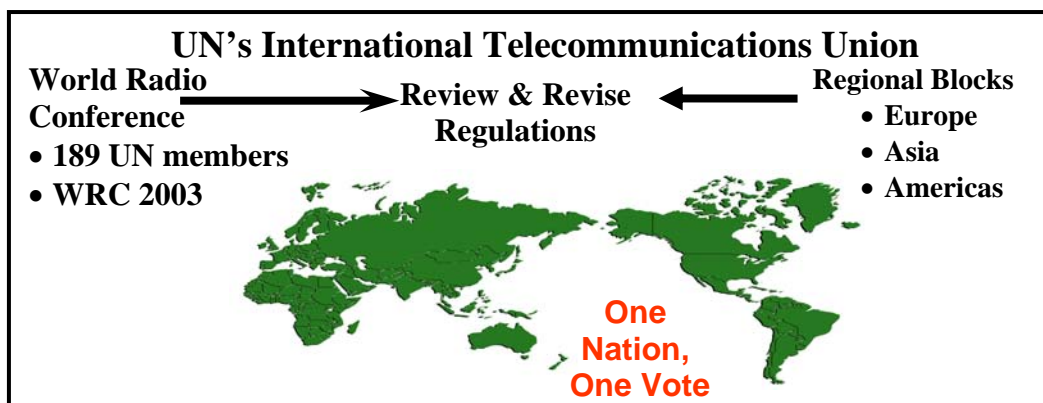 UN's International Telecommunications Union
World Radio
Conference
• 189 UN members
• WRC 2003
Review & Revise
Regulations
Regional Blocks
• Europe
• Asia
• Americas
One
Nation,
One Vote